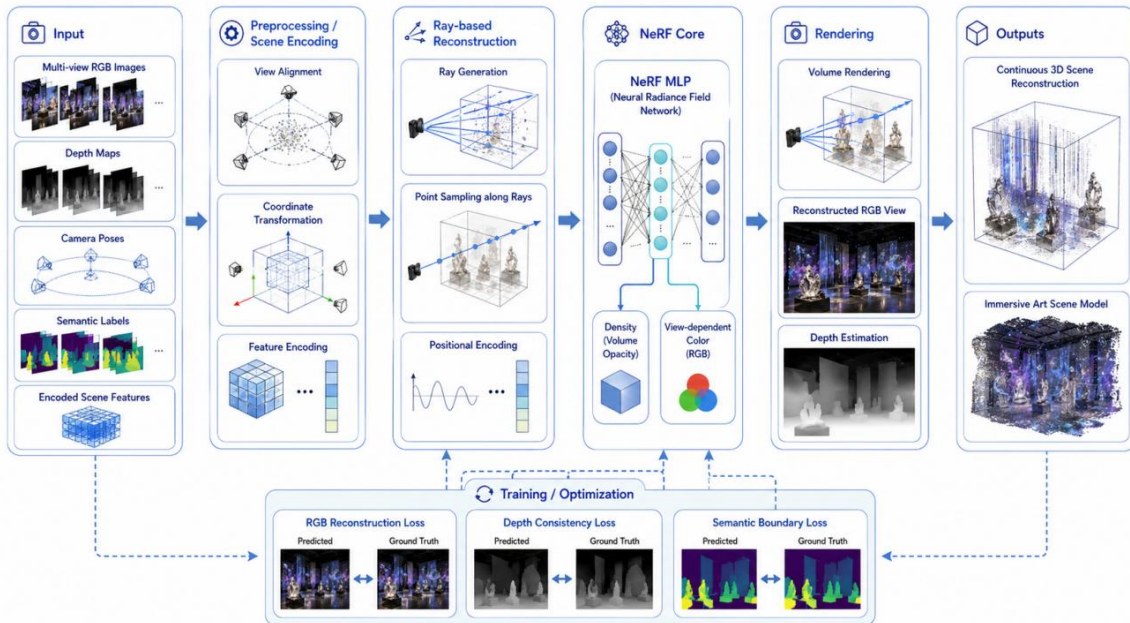 Input
Multi-view RGB Images
...
Depth Maps
...
Camera Poses
Semantic Labels
...
Encoded Scene Features
Preprocessing /
Scene Encoding
View Alignment
Coordinate
Transformation
Feature Encoding
...
Ray-based
Reconstruction
Ray Generation
Point Sampling along Rays
Positional Encoding
...
NeRF Core
NeRF MLP
(Neural Radiance Field
Network)
Density
(Volume
Opacity)
View-dependent
Color
(RGB)
Rendering
Volume Rendering
Reconstructed RGB View
Depth Estimation
Outputs
Continuous 3D Scene
Reconstruction
Immersive Art Scene Model
Training / Optimization
RGB Reconstruction Loss
Predicted
Ground Truth
Depth Consistency Loss
Predicted
Ground Truth
Semantic Boundary Loss
Predicted
Ground Truth